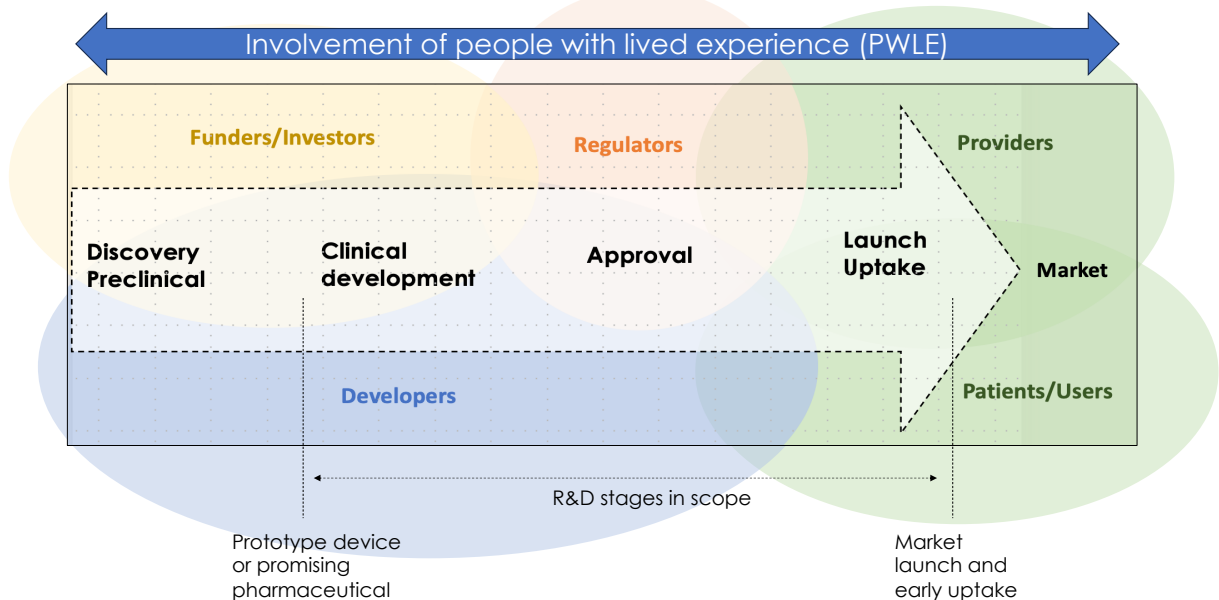 Involvement of people with lived experience (PWLE)
Funders/Investors
Regulators
Providers
Discovery
Preclinical
Clinical
development
Approval
Launch
Uptake
Market
Developers
Patients/Users
R&D stages in scope
Prototype device
or promising
pharmaceutical
Market
launch and
early uptake